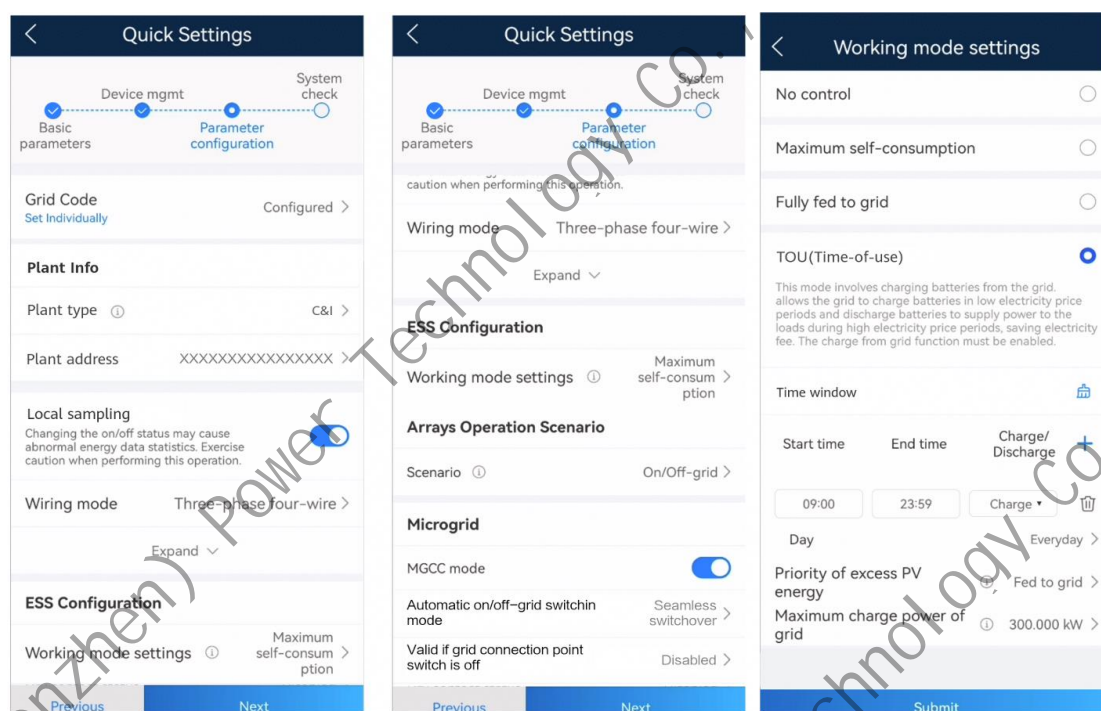 Quick Settings
Device mgmt
System
check
Basic
parameters
Parameter
configuration
Grid Code
Set Individually
Configured
Plant Info
Plant type
C&I
Plant address
XXXXXXXXXXXXXXXX
Local sampling
Changing the on/off status may cause
abnormal energy data statistics. Exercise
caution when performing this operation.
Wiring mode
Three-phase four-wire
Expand
ESS Configuration
Working mode settings
Maximum
self-consum
ption
Previous
Next
Quick Settings
Device mgmt
System
check
Basic
parameters
Parameter
configuration
caution when performing this operation.
Wiring mode
Three-phase four-wire
Expand
ESS Configuration
Working mode settings
Maximum
self-consum
ption
Arrays Operation Scenario
Scenario
On/Off-grid
Microgrid
MGCC mode
Automatic on/off-grid switchin
mode
Seamless
switchover
Valid if grid connection point
switch is off
Disabled
Previous
Next
Working mode settings
No control
Maximum self-consumption
Fully fed to grid
TOU(Time-of-use)
This mode involves charging batteries from the grid.
allows the grid to charge batteries in low electricity price
periods and discharge batteries to supply power to the
loads during high electricity price periods, saving electricity
fee. The charge from grid function must be enabled.
Time window
Start time
End time
Charge/
Discharge
09:00
23:59
Charge
Day
Everyday
Priority of excess PV
energy
Fed to grid
Maximum charge power of
grid
300.000 kW
Submit
enzhen) Power Technology Co.
chnology Co